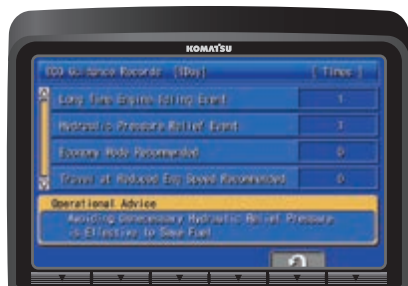 KOMATSU
ECO Guidance Records [1Day] [ Times ]
Long Time Engine Idling Event 1
Hydraulic Pressure Relief Event
Economy Mode Recommended 0
Travel at Reduced Eng Speed Recommended 0
Operational Advice
Avoiding Unnecessary Hydraulic Relief Pressure
is Effective to Save Fuel